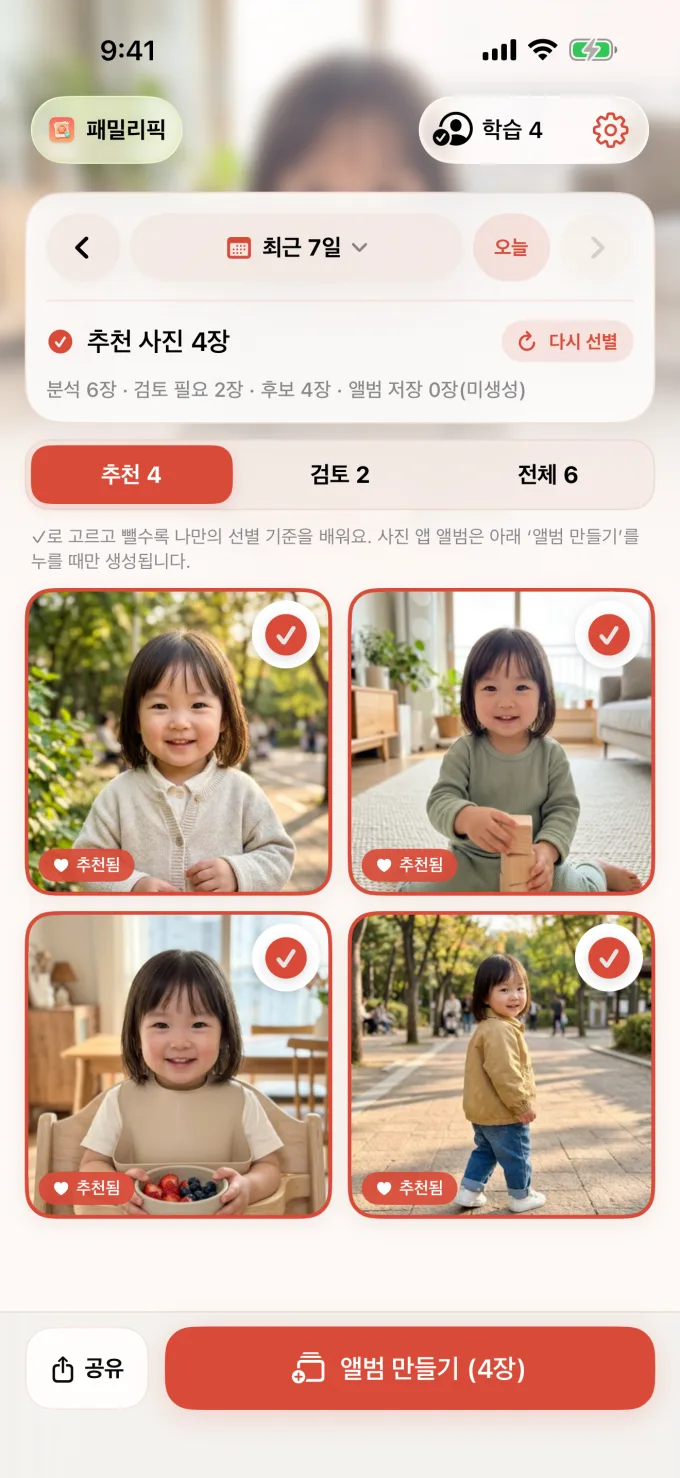 9:41
패밀리픽
학습 4
최근 7일
오늘
추천 사진 4장
다시 선별
분석 6장 · 검토 필요 2장 · 후보 4장 · 앨범 저장 0장(미생성)
추천 4
검토 2
전체 6
✓로 고르고 뺄수록 나만의 선별 기준을 배워요. 사진 앱 앨범은 아래 ‘앨범 만들기’를
누를 때만 생성됩니다.
추천됨
추천됨
추천됨
추천됨
공유
앨범 만들기 (4장)